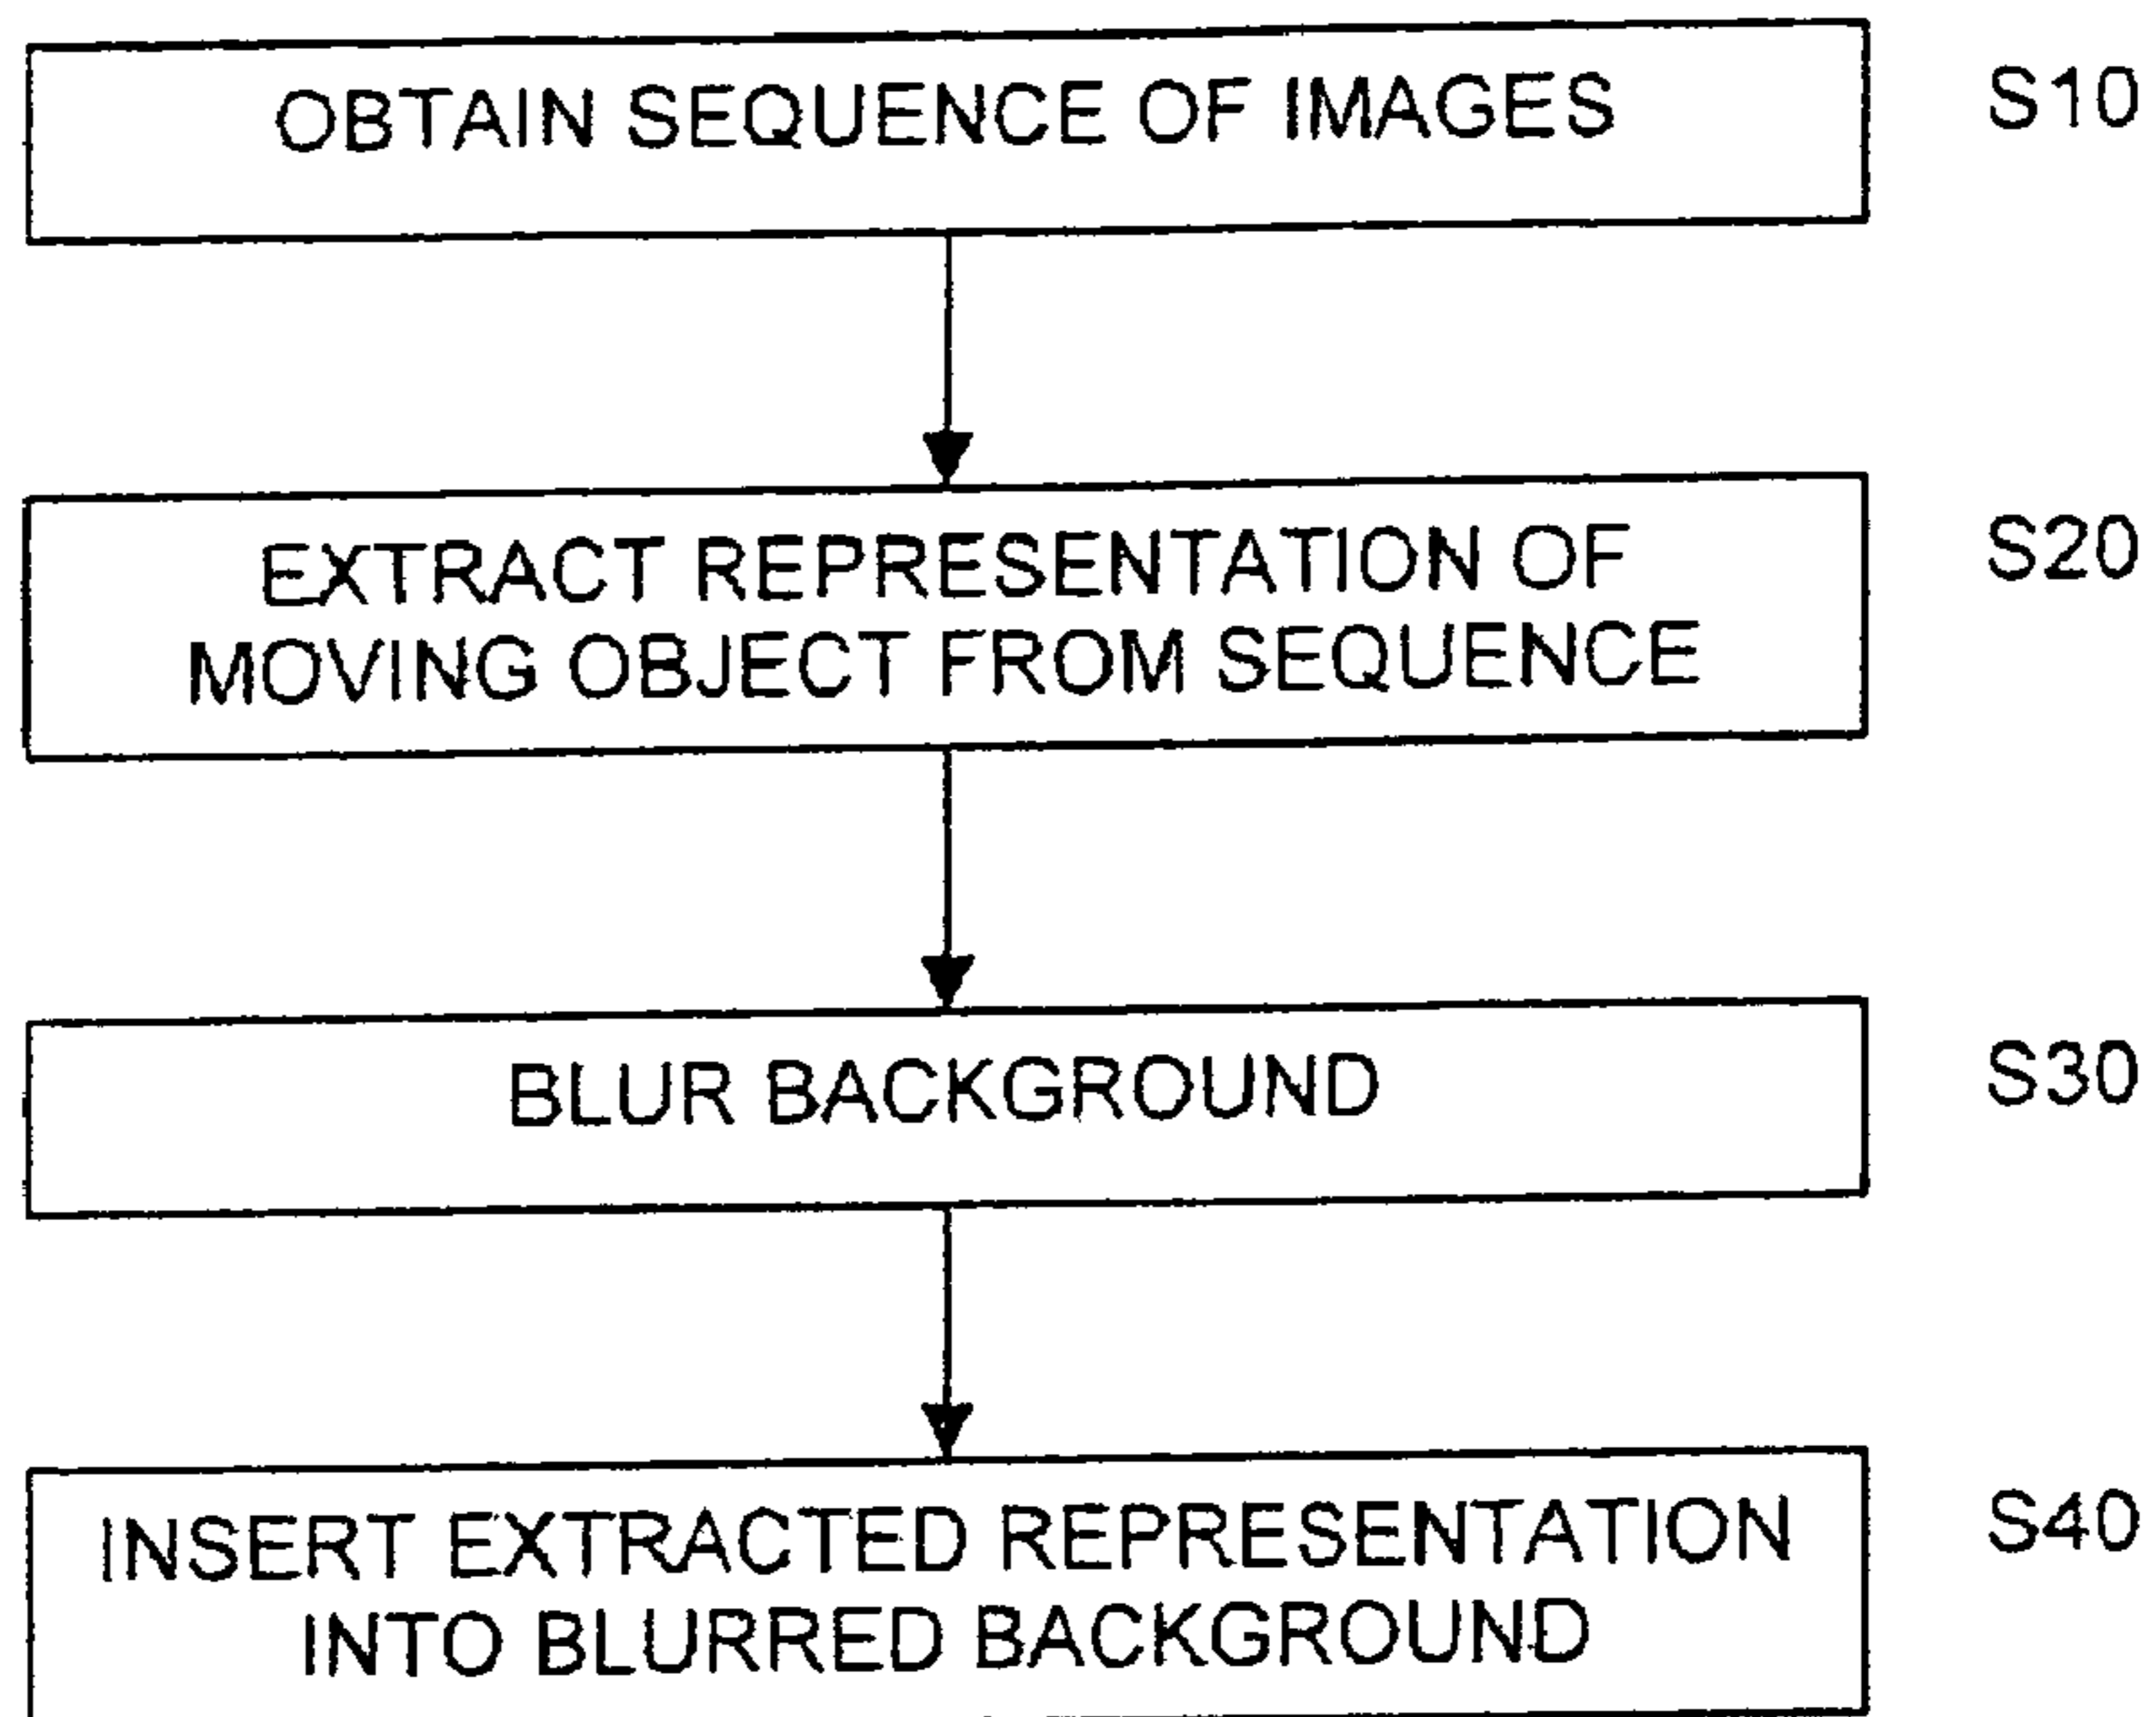 OBTAIN SEQUENCE OF IMAGES
S10
EXTRACT REPRESENTATION OF
MOVING OBJECT FROM SEQUENCE
S20
BLUR BACKGROUND
S30
INSERT EXTRACTED REPRESENTATION
INTO BLURRED BACKGROUND
S40